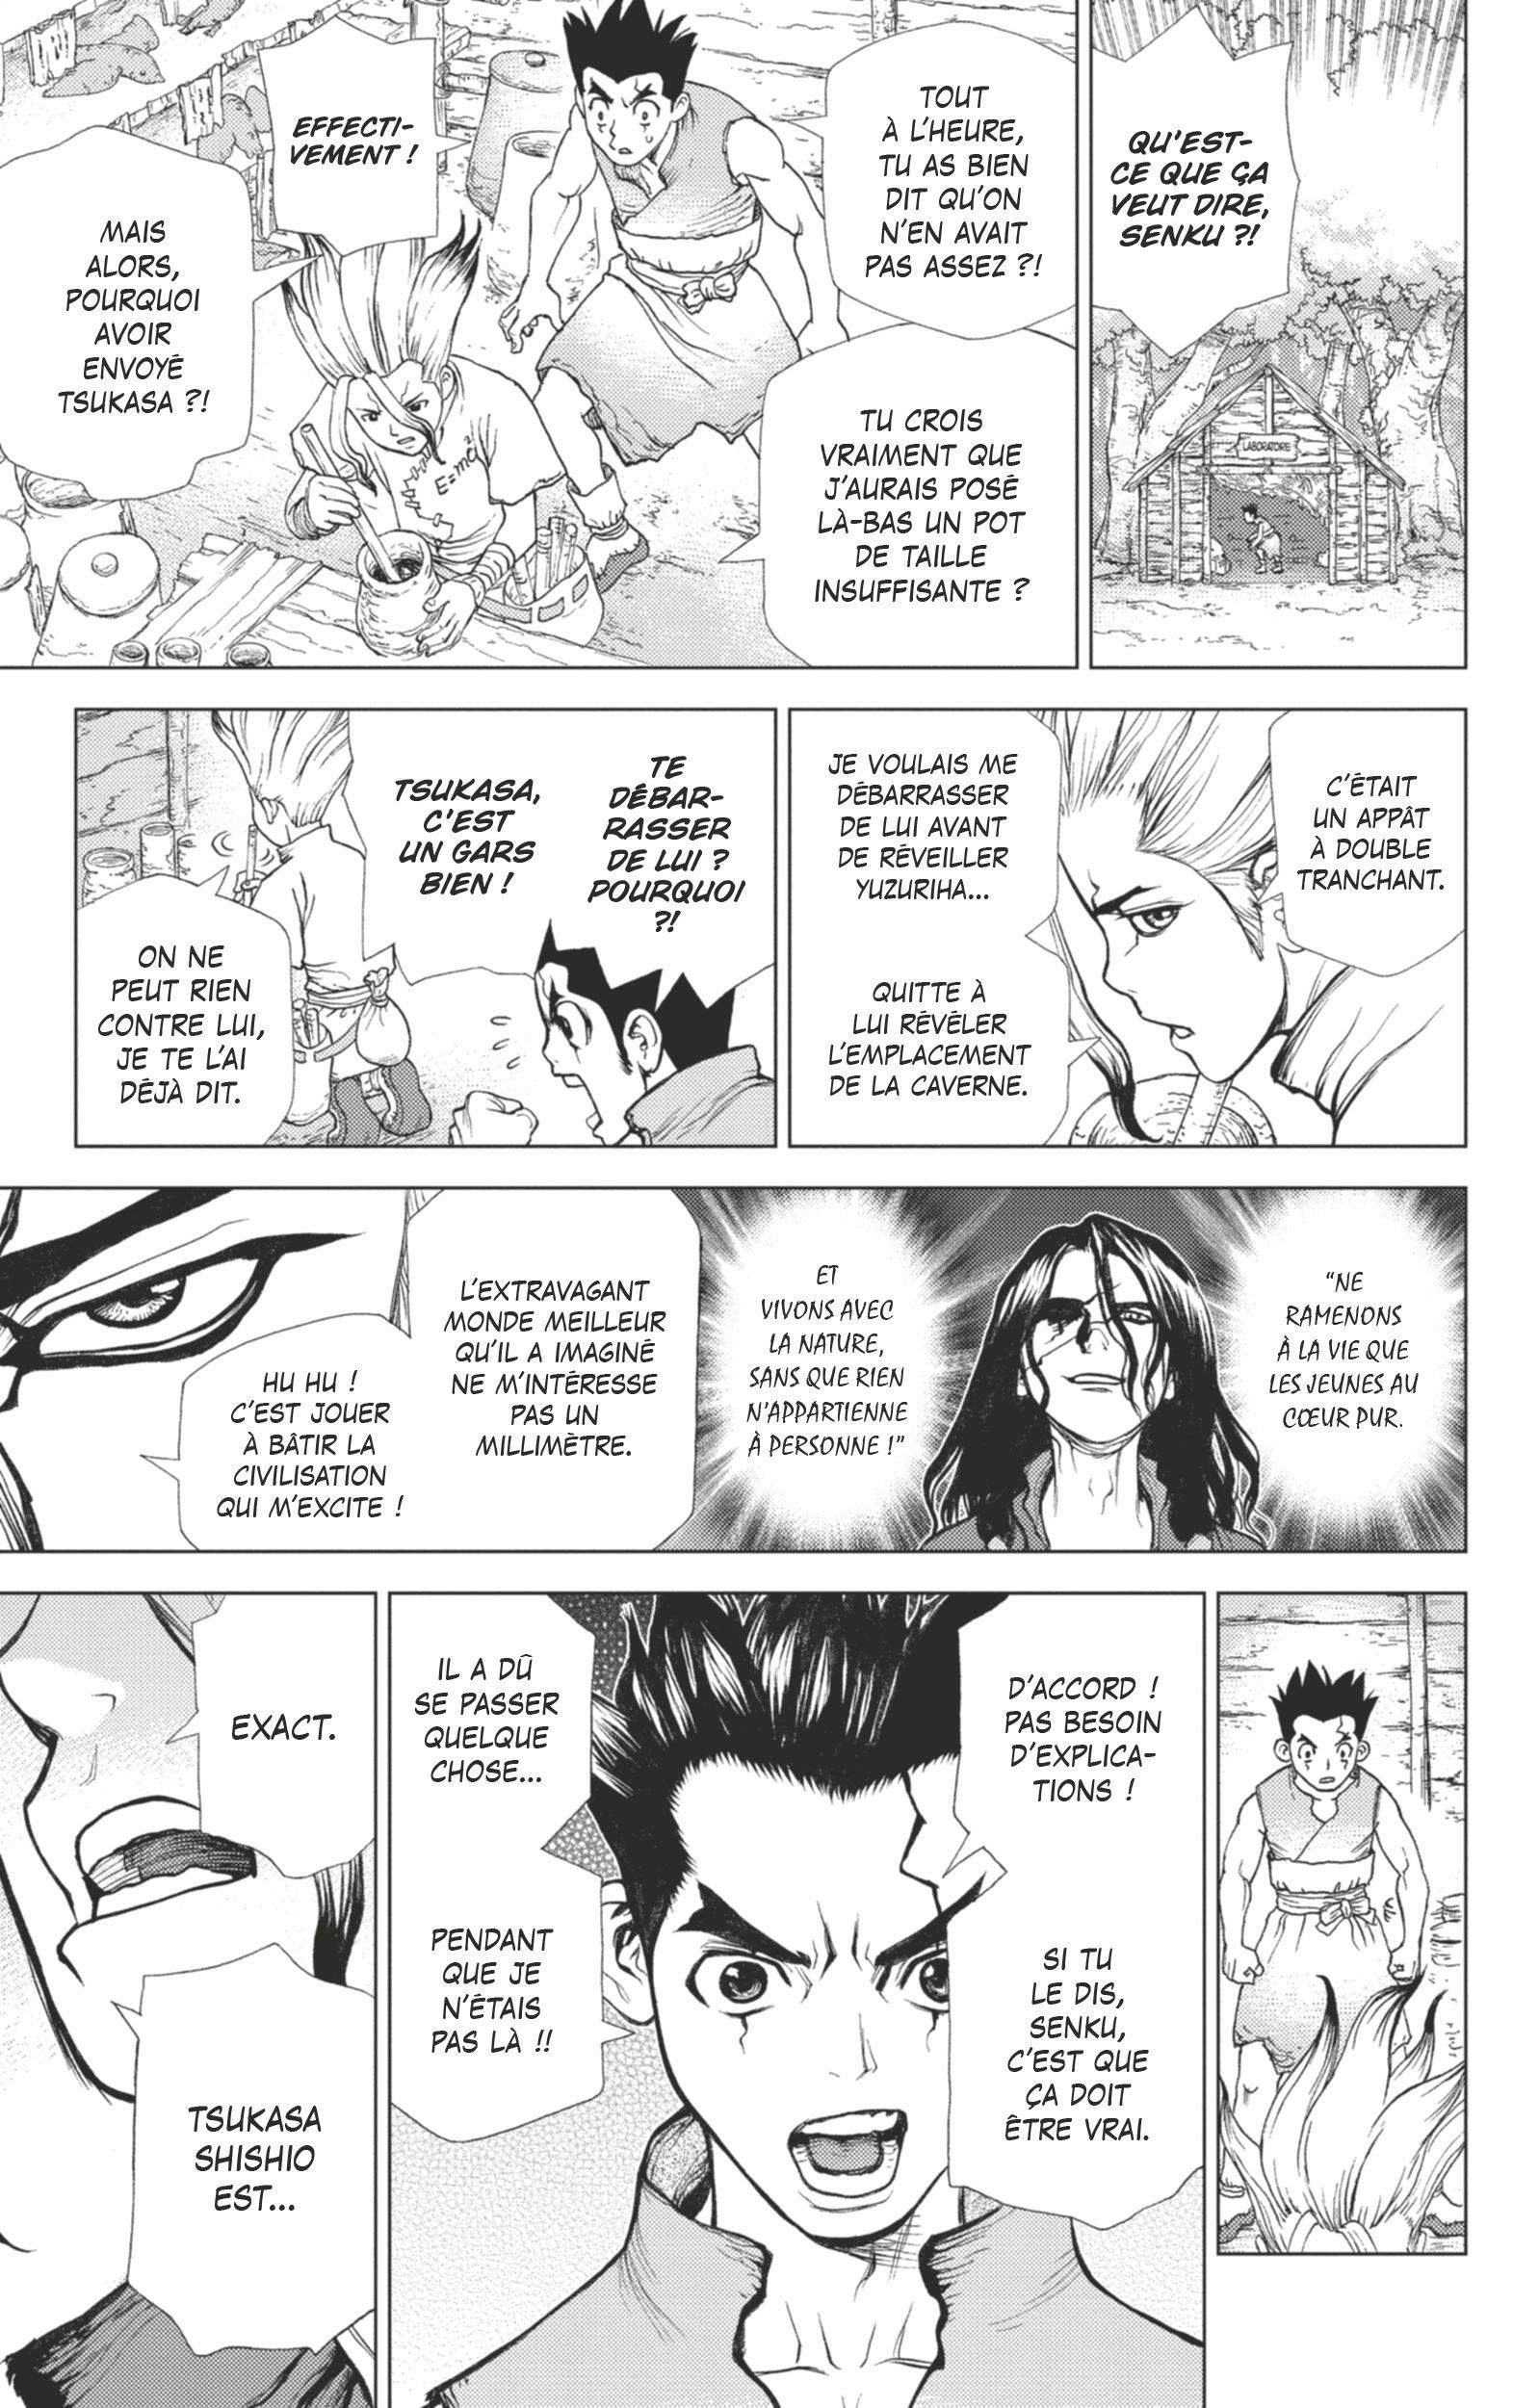 QU'EST-
CE QUE ÇA
VEUT DIRE,
SENKU ?!
LABORATOIRE
TOUT
À L'HEURE,
TU AS BIEN
DIT QU'ON
N'EN AVAIT
PAS ASSEZ ?!
EFFECTI-
VEMENT !
MAIS
ALORS,
POURQUOI
AVOIR
ENVOYÉ
TSUKASA ?!
E=mc²
TU CROIS
VRAIMENT QUE
J'AURAIS POSÉ
LÀ-BAS UN POT
DE TAILLE
INSUFFISANTE ?
C'ÉTAIT
UN APPÂT
À DOUBLE
TRANCHANT.
JE VOULAIS ME
DÉBARRASSER
DE LUI AVANT
DE RÉVEILLER
YUZURIHA...
QUITTE À
LUI RÉVÉLER
L'EMPLACEMENT
DE LA CAVERNE.
TE
DÉBAR-
RASSER
DE LUI ?
POURQUOI
?!
TSUKASA,
C'EST
UN GARS
BIEN !
ON NE
PEUT RIEN
CONTRE LUI,
JE TE L'AI
DÉJÀ DIT.
"NE
RAMENONS
À LA VIE QUE
LES JEUNES AU
CŒUR PUR.
ET
VIVONS AVEC
LA NATURE,
SANS QUE RIEN
N'APPARTIENNE
À PERSONNE !"
L'EXTRAVAGANT
MONDE MEILLEUR
QU'IL A IMAGINÉ
NE M'INTÉRESSE
PAS UN
MILLIMÈTRE.
HU HU !
C'EST JOUER
À BÂTIR LA
CIVILISATION
QUI M'EXCITE !
D'ACCORD !
PAS BESOIN
D'EXPLICA-
TIONS !
SI TU
LE DIS,
SENKU,
C'EST QUE
ÇA DOIT
ÊTRE VRAI.
IL A DÛ
SE PASSER
QUELQUE
CHOSE...
PENDANT
QUE JE
N'ÉTAIS
PAS LÀ !!
EXACT.
TSUKASA
SHISHIO
EST...